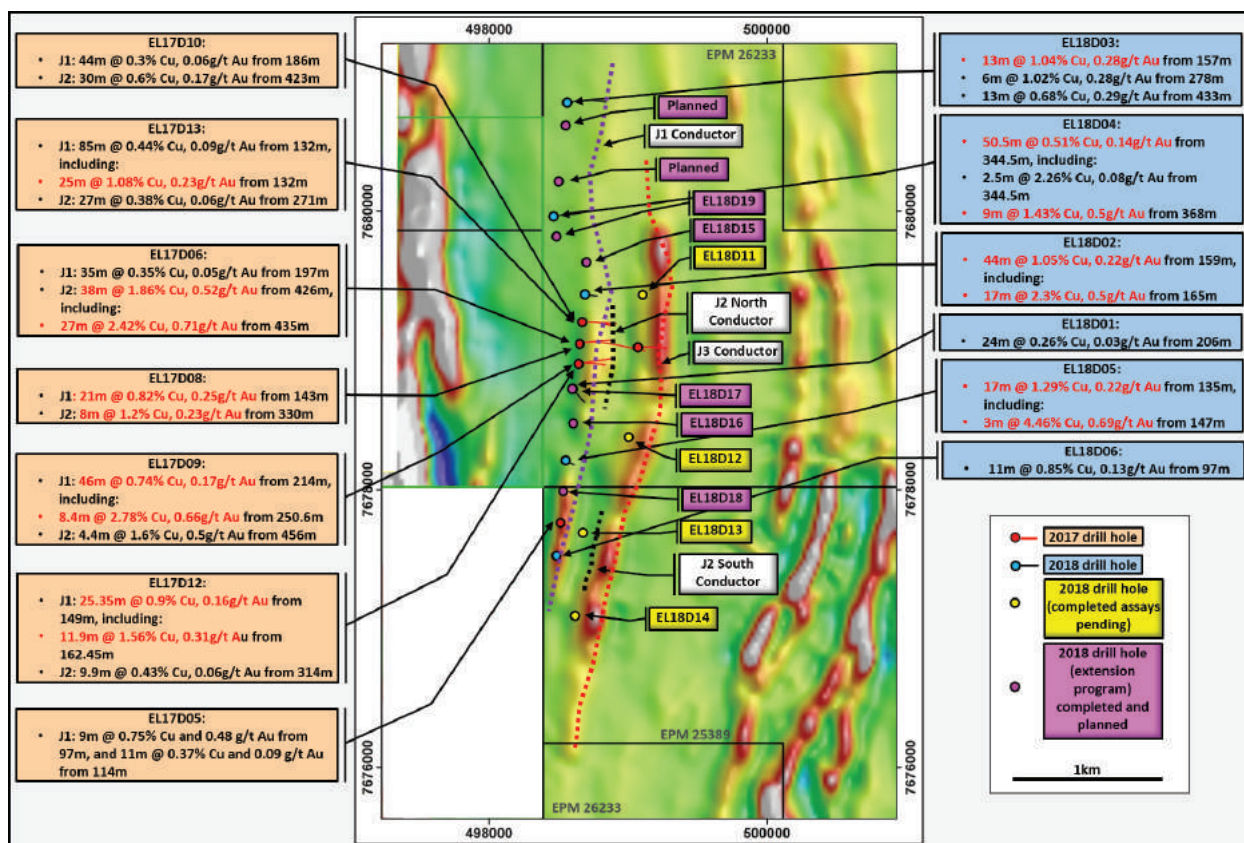 EL17D10:
• J1: 44m @ 0.3% Cu, 0.06g/t Au from 186m
• J2: 30m @ 0.6% Cu, 0.17g/t Au from 423m
EL17D13:
• J1: 85m @ 0.44% Cu, 0.09g/t Au from 132m,
including:
• 25m @ 1.08% Cu, 0.23g/t Au from 132m
• J2: 27m @ 0.38% Cu, 0.06g/t Au from 271m
EL17D06:
• J1: 35m @ 0.35% Cu, 0.05g/t Au from 197m
• J2: 38m @ 1.86% Cu, 0.52g/t Au from 426m,
including:
• 27m @ 2.42% Cu, 0.71g/t Au from 435m
EL17D08:
J1: 21m @ 0.82% Cu, 0.25g/t Au from 143m
J2: 8m @ 1.2% Cu, 0.23g/t Au from 330m
EL17D09:
• J1: 46m @ 0.74% Cu, 0.17g/t Au from 214m,
including:
• 8.4m @ 2.78% Cu, 0.66g/t Au from 250.6m
• J2: 4.4m @ 1.6% Cu, 0.5g/t Au from 456m
EL17D12:
• J1: 25.35m @ 0.9% Cu, 0.16g/t Au from
149m, including:
• 11.9m @ 1.56% Cu, 0.31g/t Au from
162.45m
• J2: 9.9m @ 0.43% Cu, 0.06g/t Au from 314m
EL17D05:
• J1: 9m @ 0.75% Cu and 0.48 g/t Au from
97m, and 11m @ 0.37% Cu and 0.09 g/t Au
from 114m
498000
500000
EPM 26233
Planned
J1 Conductor
Planned
EL18D19
EL18D15
EL18D11
J2 North
Conductor
J3 Conductor
EL18D17
EL18D16
EL18D12
EL18D18
EL18D13
J2 South
Conductor
EL18D14
EPM 25389
EPM 26233
7680000
7678000
7676000
7680000
7678000
7676000
498000
500000
EL18D03:
• 13m @ 1.04% Cu, 0.28g/t Au from 157m
• 6m @ 1.02% Cu, 0.28g/t Au from 278m
• 13m @ 0.68% Cu, 0.29g/t Au from 433m
EL18D04:
• 50.5m @ 0.51% Cu, 0.14g/t Au from
344.5m, including:
• 2.5m @ 2.26% Cu, 0.08g/t Au from
344.5m
• 9m @ 1.43% Cu, 0.5g/t Au from 368m
EL18D02:
• 44m @ 1.05% Cu, 0.22g/t Au from 159m,
including:
• 17m @ 2.3% Cu, 0.5g/t Au from 165m
EL18D01:
• 24m @ 0.26% Cu, 0.03g/t Au from 206m
EL18D05:
• 17m @ 1.29% Cu, 0.22g/t Au from 135m,
including:
• 3m @ 4.46% Cu, 0.69g/t Au from 147m
EL18D06:
• 11m @ 0.85% Cu, 0.13g/t Au from 97m
2017 drill hole
2018 drill hole
2018 drill hole
(completed assays
pending)
2018 drill hole
(extension
program)
completed and
planned
1km